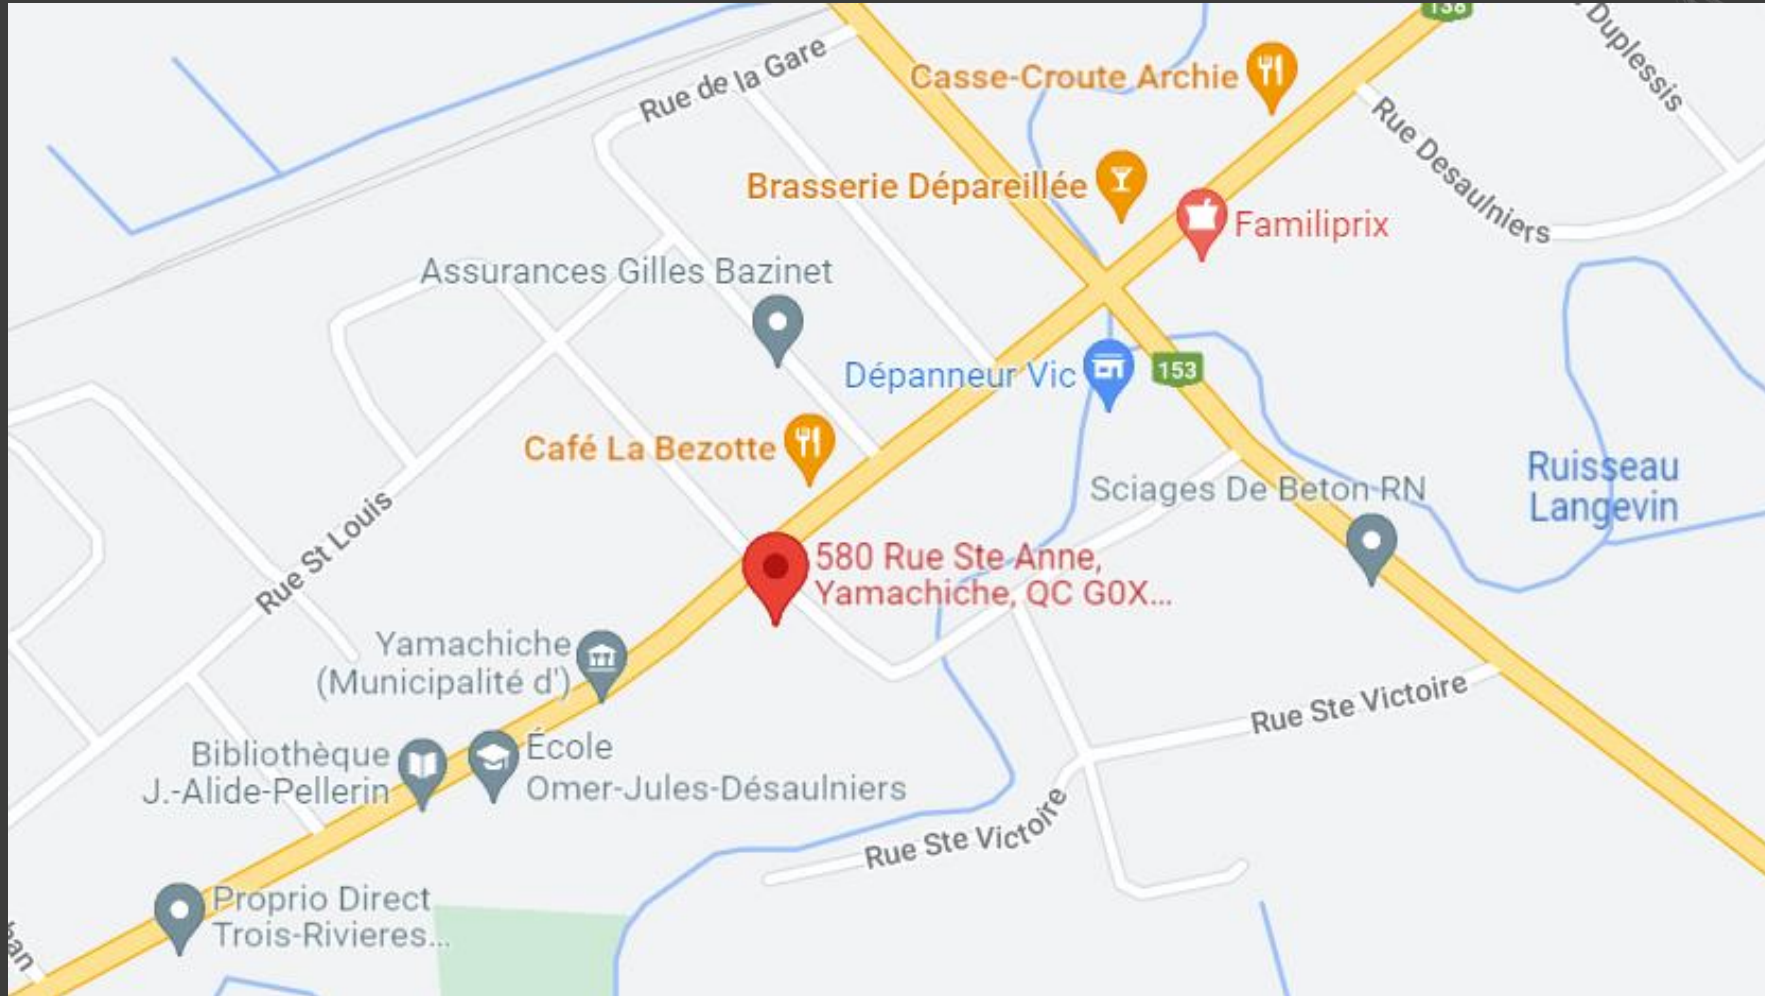 138
Duplessis
Rue de la Gare
Casse-Croute Archie
Rue Desaulniers
Brasserie Dépareillée
Familiprix
Assurances Gilles Bazinet
Dépanneur Vic
153
Café La Bezotte
Sciages De Beton RN
Ruisseau
Langevin
Rue St Louis
580 Rue Ste Anne,
Yamachiche, QC G0X...
Yamachiche
(Municipalité d')
Rue Ste Victoire
Bibliothèque
J.-Alide-Pellerin
École
Omer-Jules-Désaulniers
Rue Ste Victoire
Proprio Direct
Trois-Rivieres...